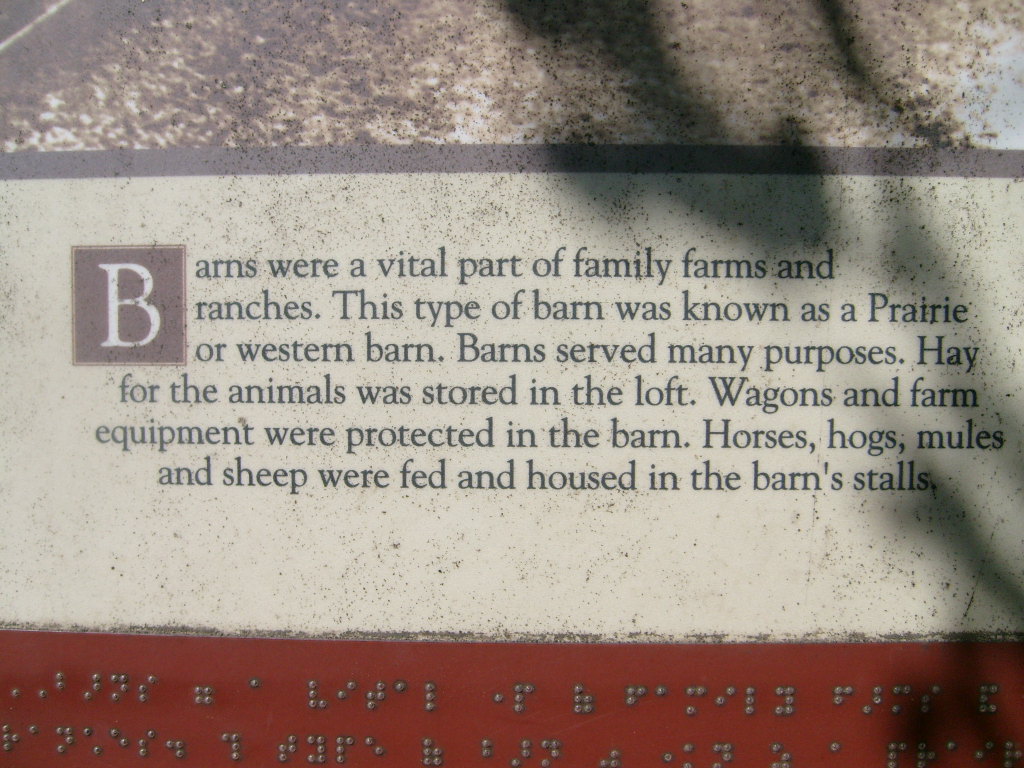 Barns were a vital part of family farms and
ranches. This type of barn was known as a Prairie
or western barn. Barns served many purposes. Hay
for the animals was stored in the loft. Wagons and farm
equipment were protected in the barn. Horses, hogs, mules
and sheep were fed and housed in the barn's stalls.